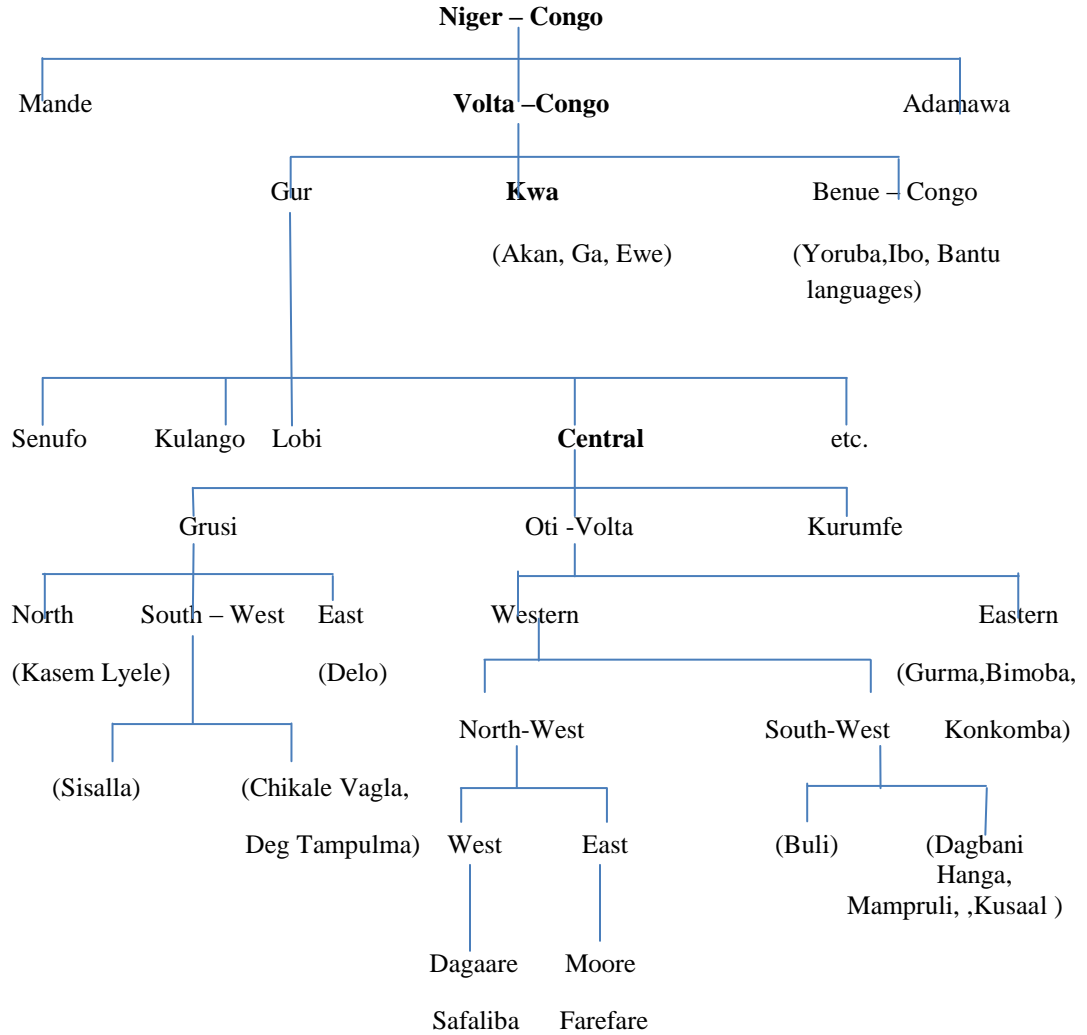 Niger – Congo
Mande Volta –Congo Adamawa
Gur Kwa Benue – Congo
(Akan, Ga, Ewe) (Yoruba,Ibo, Bantu
languages)
Senufo Kulango Lobi Central etc.
Grusi Oti -Volta Kurumfe
North South – West East Western Eastern
(Kasem Lyele) (Delo) (Gurma,Bimoba,
North-West South-West Konkomba)
(Sisalla) (Chikale Vagla,
Deg Tampulma) West East (Buli) (Dagbani
Hanga,
Mampruli, ,Kusaal )
Dagaare Moore
Safaliba Farefare